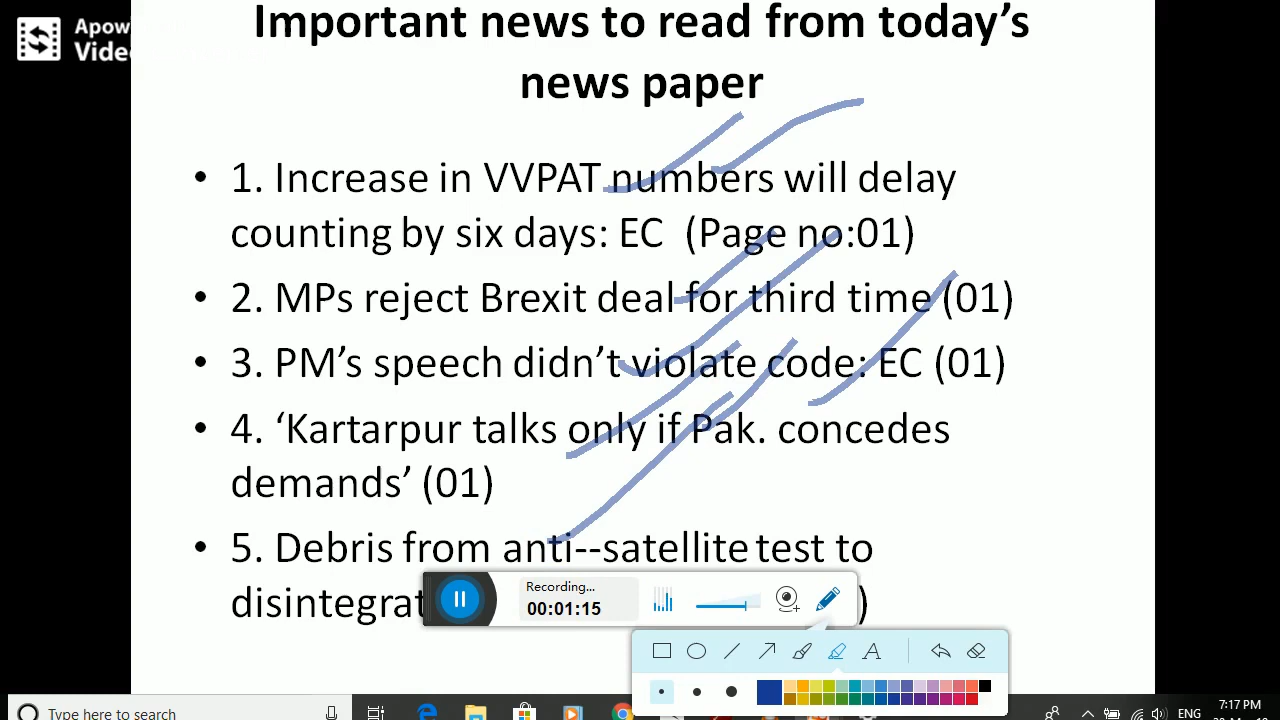 Important news to read from today's
news paper
• 1. Increase in VVPAT numbers will delay
counting by six days: EC (Page no:01)
• 2. MPs reject Brexit deal for third time (01)
• 3. PM's speech didn't violate code: EC (01)
• 4. ‘Kartarpur talks only if Pak. concedes
demands’ (01)
• 5. Debris from anti--satellite test to
Recording...
00:01:15
A
Type here to search
ENG
7:17 PM